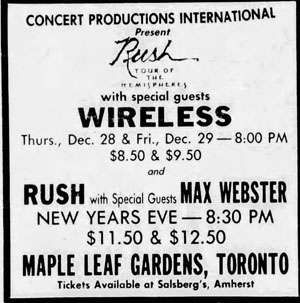 CONCERT PRODUCTIONS INTERNATIONAL
Present
Rush
TOUR OF
THE
HEMISPHERES
with special guests
WIRELESS
Thurs., Dec. 28 & Fri., Dec. 29 — 8:00 PM
$8.50 & $9.50
and
RUSH with Special Guests MAX WEBSTER
NEW YEARS EVE — 8:30 PM
$11.50 & $12.50
MAPLE LEAF GARDENS, TORONTO
Tickets Available at Salsberg's, Amherst